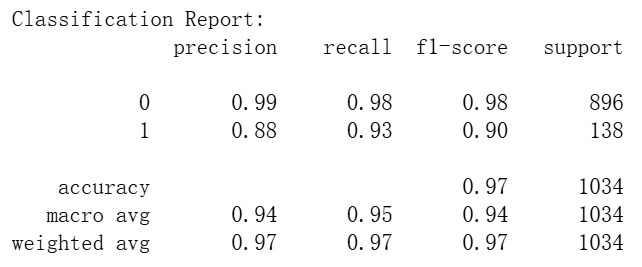 Classification Report:
precision recall f1-score support
0 0.99 0.98 0.98 896
1 0.88 0.93 0.90 138
accuracy 0.97 1034
macro avg 0.94 0.95 0.94 1034
weighted avg 0.97 0.97 0.97 1034